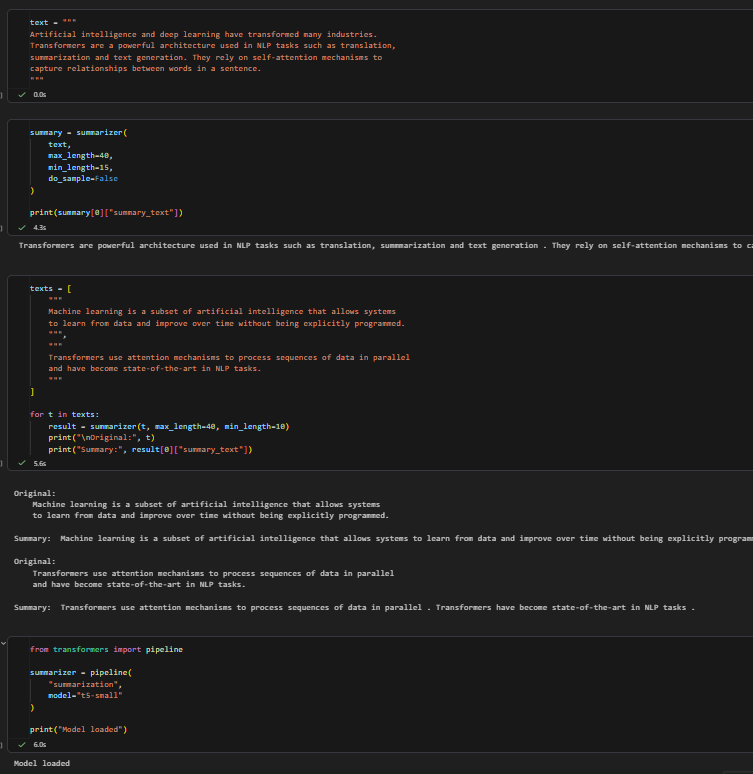 text = """
Artificial intelligence and deep learning have transformed many industries.
Transformers are a powerful architecture used in NLP tasks such as translation,
summarization and text generation. They rely on self-attention mechanisms to
capture relationships between words in a sentence.
"""
0.0s
summary = summarizer(
text,
max_length=40,
min_length=15,
do_sample=False
)
print(summary[0]["summary_text"])
4.3s
Transformers are powerful architecture used in NLP tasks such as translation, summmarization and text generation . They rely on self-attention mechanisms to
texts = [
"""
Machine learning is a subset of artificial intelligence that allows systems
to learn from data and improve over time without being explicitly programmed.
""",
"""
Transformers use attention mechanisms to process sequences of data in parallel
and have become state-of-the-art in NLP tasks.
"""
]
for t in texts:
result = summarizer(t, max_length=40, min_length=10)
print("\nOriginal:", t)
print("Summary:", result[0]["summary_text"])
5.6s
Original:
Machine learning is a subset of artificial intelligence that allows systems
to learn from data and improve over time without being explicitly programmed.
Summary: Machine learning is a subset of artificial intelligence that allows systems to learn from data and improve over time without being explicitly
Original:
Transformers use attention mechanisms to process sequences of data in parallel
and have become state-of-the-art in NLP tasks.
Summary: Transformers use attention mechanisms to process sequences of data in parallel . Transformers have become state-of-the-art in NLP tasks .
from transformers import pipeline
summarizer = pipeline(
"summarization",
model="t5-small"
)
print("Model loaded")
6.0s
Model loaded